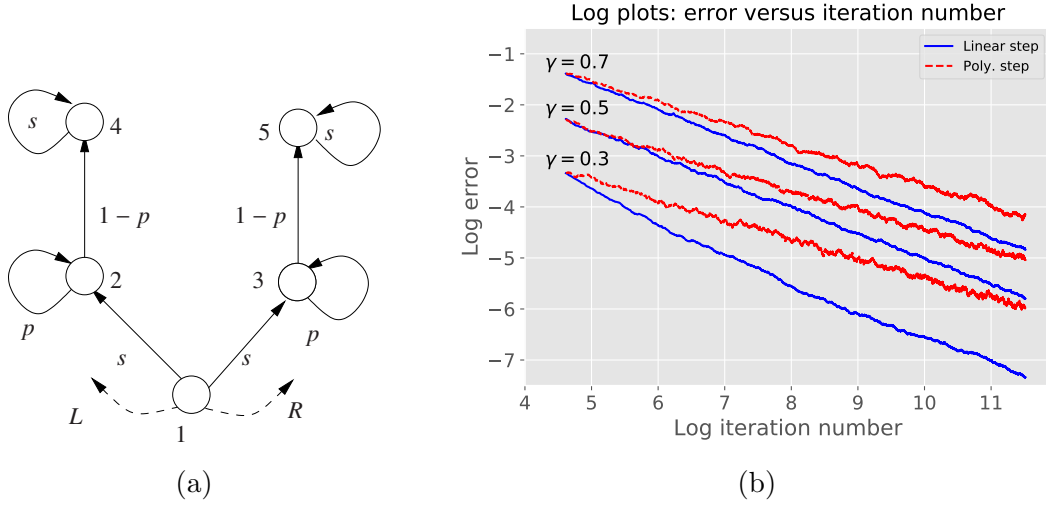 s
4
5
s
1 − p
1 − p
2
3
p
p
s
s
L
R
1
(a)
Log plots: error versus iteration number
Linear step
Poly. step
γ = 0.7
γ = 0.5
γ = 0.3
Log error
−1
−2
−3
−4
−5
−6
−7
4 5 6 7 8 9 10 11
Log iteration number
(b)